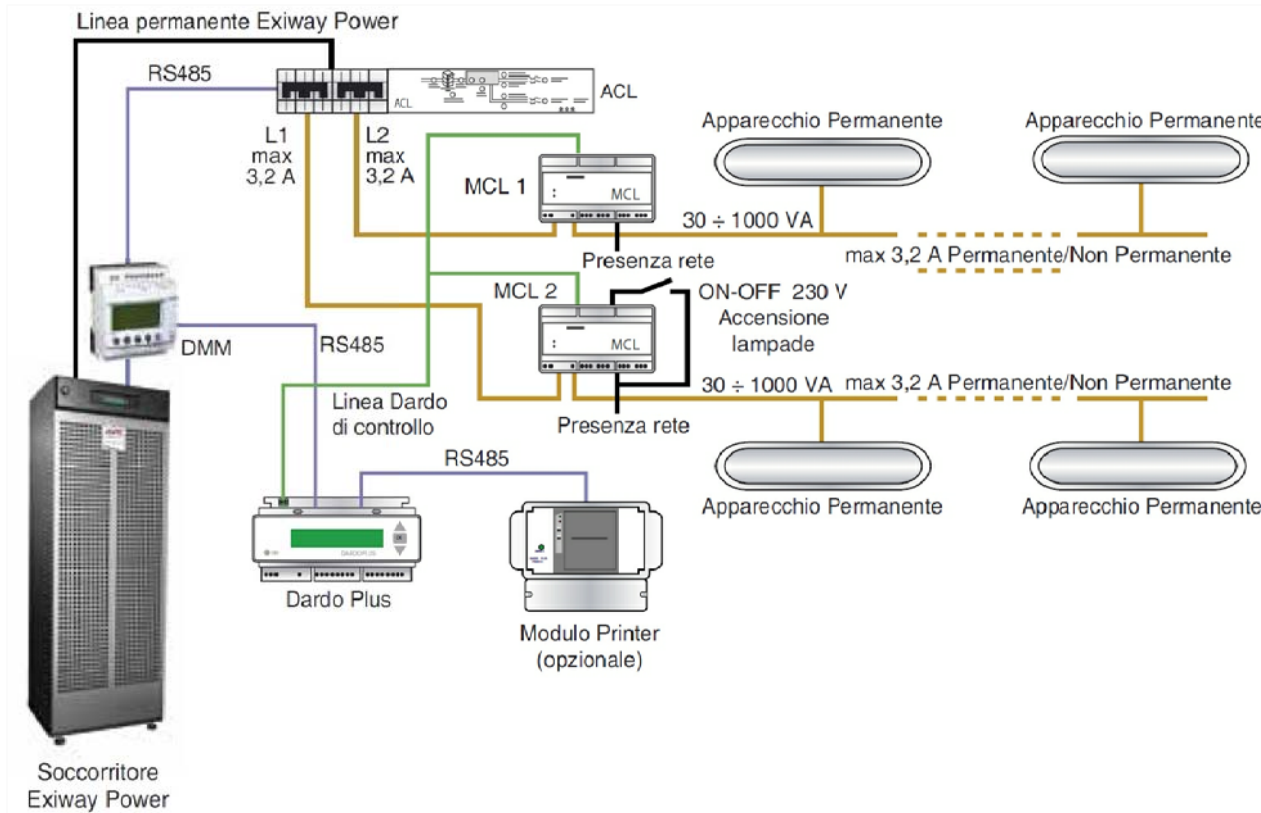 Linea permanente Exiway Power
RS485
ACL
ACL
L1
max
3,2 A
L2
max
3,2 A
Apparecchio Permanente
Apparecchio Permanente
MCL 1
MCL
30 ÷ 1000 VA
max 3,2 A Permanente/Non Permanente
Presenza rete
MCL 2
MCL
ON-OFF 230 V
Accensione
lampade
DMM
RS485
30 ÷ 1000 VA
max 3,2 A Permanente/Non Permanente
Linea Dardo
di controllo
Presenza rete
RS485
Apparecchio Permanente
Apparecchio Permanente
OK
DARDO PLUS
Dardo Plus
Modulo Printer
(opzionale)
Soccorritore
Exiway Power